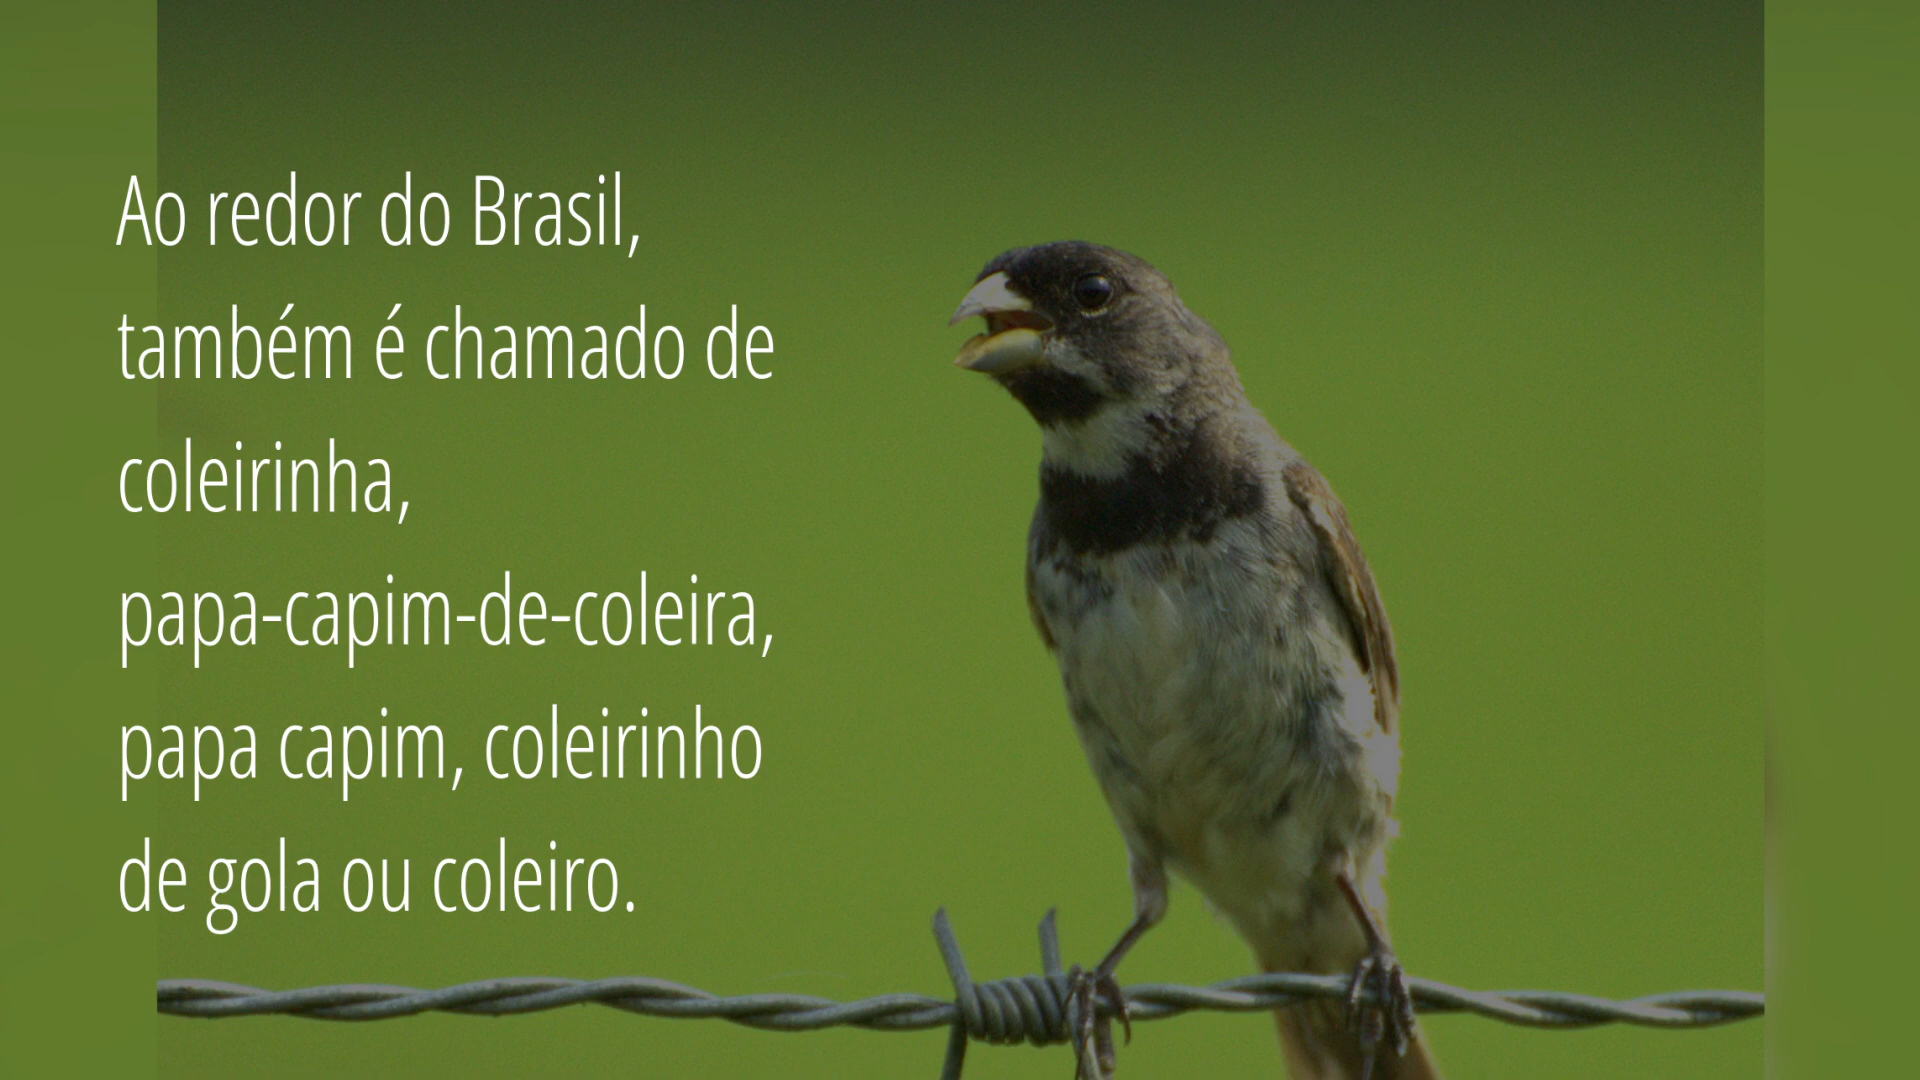 Ao redor do Brasil,
também é chamado de
coleirinha,
papa-capim-de-coleira,
papa capim, coleirinho
de gola ou coleiro.